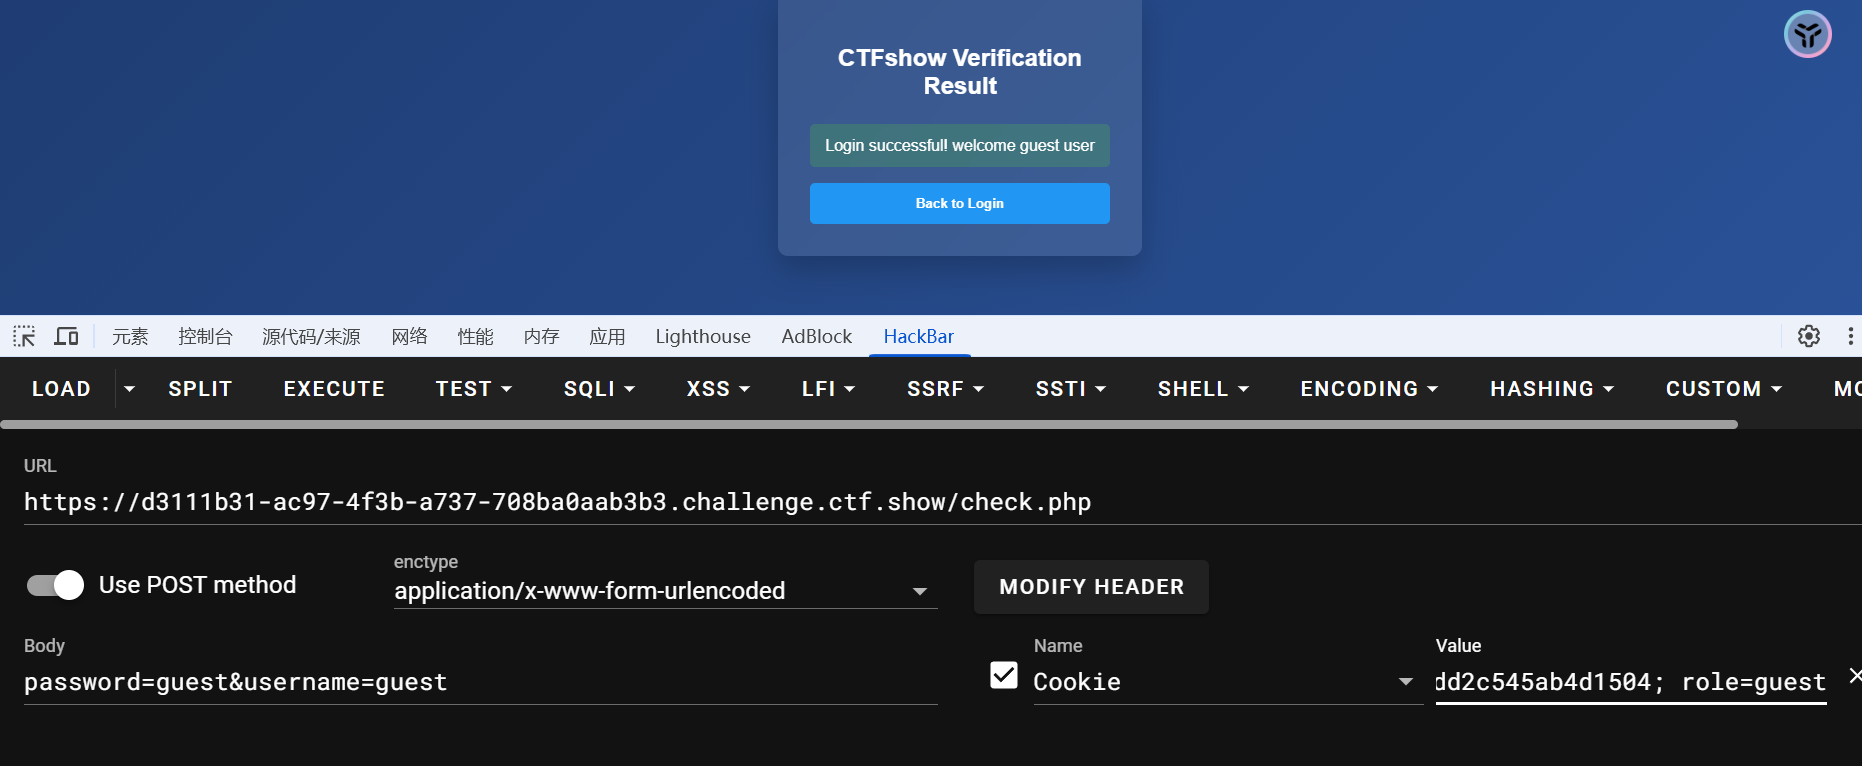 CTFshow Verification
Result
Login successful! welcome guest user
Back to Login
元素 控制台 源代码/来源 网络 性能 内存 应用 Lighthouse AdBlock HackBar
LOAD SPLIT EXECUTE TEST SQLI XSS LFI SSRF SSTI SHELL ENCODING HASHING CUSTOM MO
URL
https://d3111b31-ac97-4f3b-a737-708ba0aab3b3.challenge.ctf.show/check.php
Use POST method
enctype
application/x-www-form-urlencoded
MODIFY HEADER
Body
password=guest&username=guest
Name
Cookie
Value
dd2c545ab4d1504; role=guest